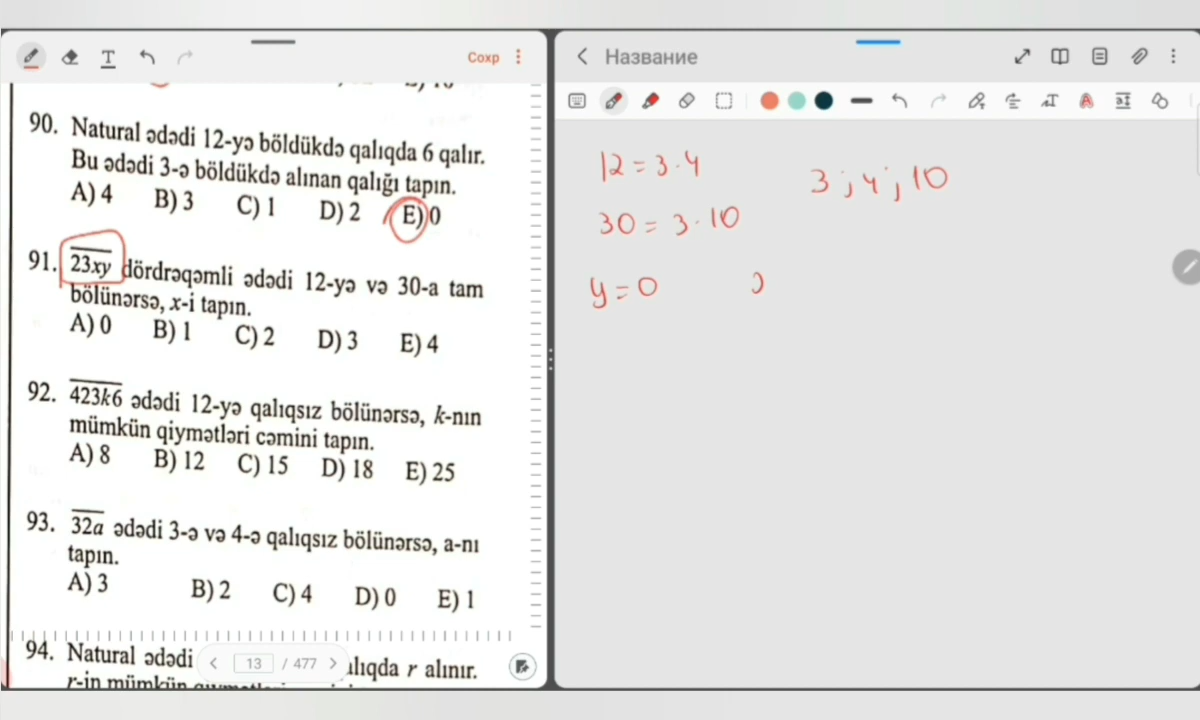 Сохр
90. Natural ədədi 12-yə böldükdə qalıqda 6 qalır.
Bu ədədi 3-ə böldükdə alınan qalığı tapın.
A) 4 B) 3 C) 1 D) 2 E) 0
91. 23xy dördrəqəmli ədədi 12-yə və 30-a tam
bölünərsə, x-i tapın.
A) 0 B) 1 C) 2 D) 3 E) 4
92. 423k6 ədədi 12-yə qalıqsız bölünərsə, k-nın
mümkün qiymətləri cəmini tapın.
A) 8 B) 12 C) 15 D) 18 E) 25
93. 32a ədədi 3-ə və 4-ə qalıqsız bölünərsə, a-nı
tapın.
A) 3 B) 2 C) 4 D) 0 E) 1
94. Natural ədədi alıqda r alınır.
r-in mümkün
13 / 477
Название
12 = 3·4
3 ; 4 ; 10
30 = 3·10
y = 0